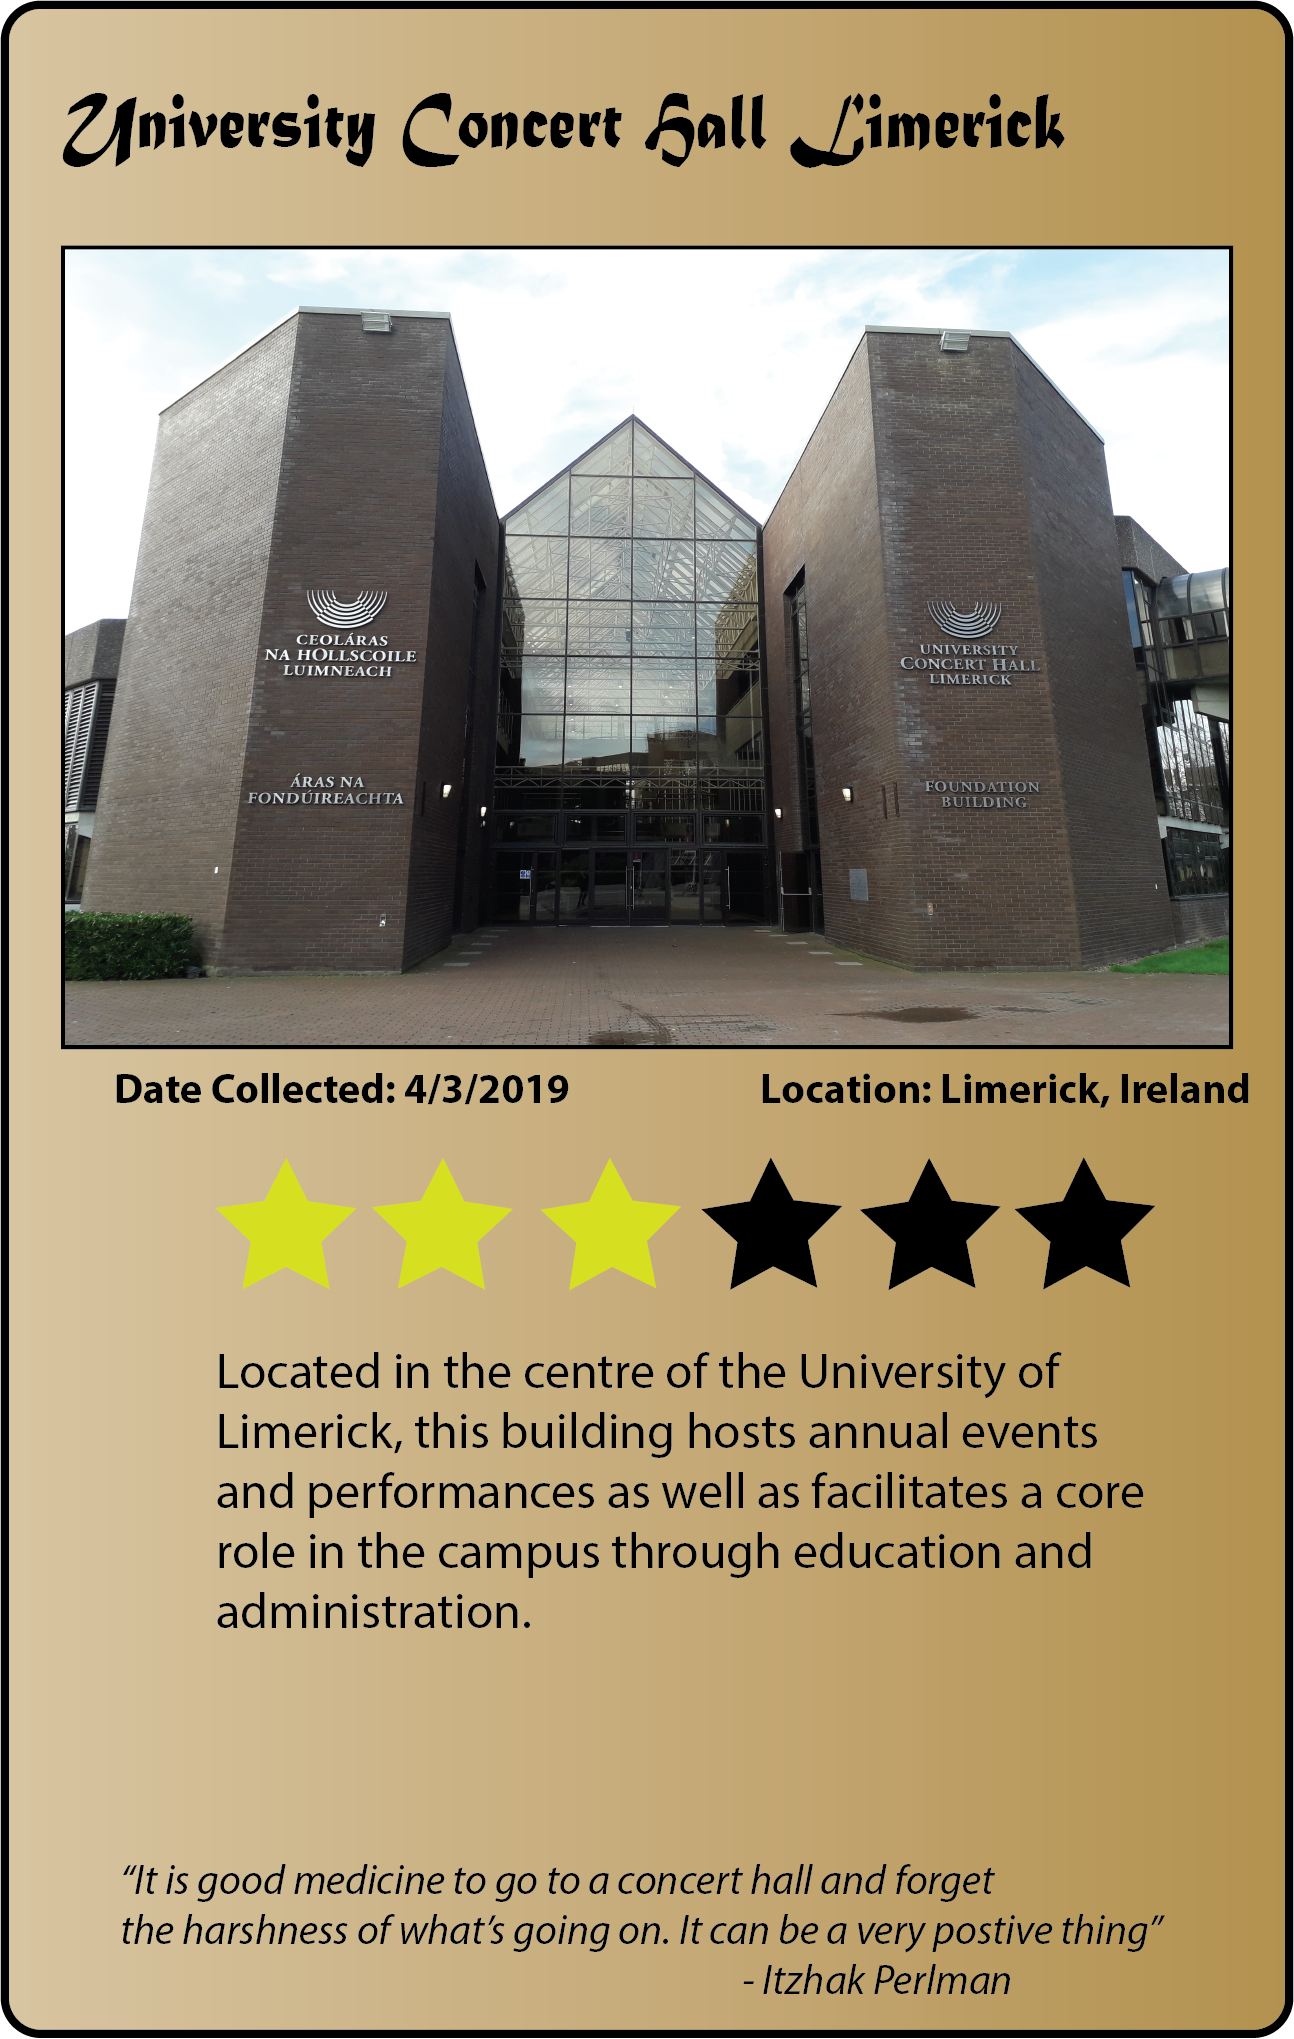 University Concert Hall Limerick
CEOLÁRAS
NA HOLLSCOILE
LUIMNEACH
ÁRAS NA
FONDÚIREACHTA
UNIVERSITY
CONCERT HALL
LIMERICK
FOUNDATION
BUILDING
Date Collected: 4/3/2019
Location: Limerick, Ireland
Located in the centre of the University of
Limerick, this building hosts annual events
and performances as well as facilitates a core
role in the campus through education and
administration.
“It is good medicine to go to a concert hall and forget
the harshness of what’s going on. It can be a very postive thing”
- Itzhak Perlman